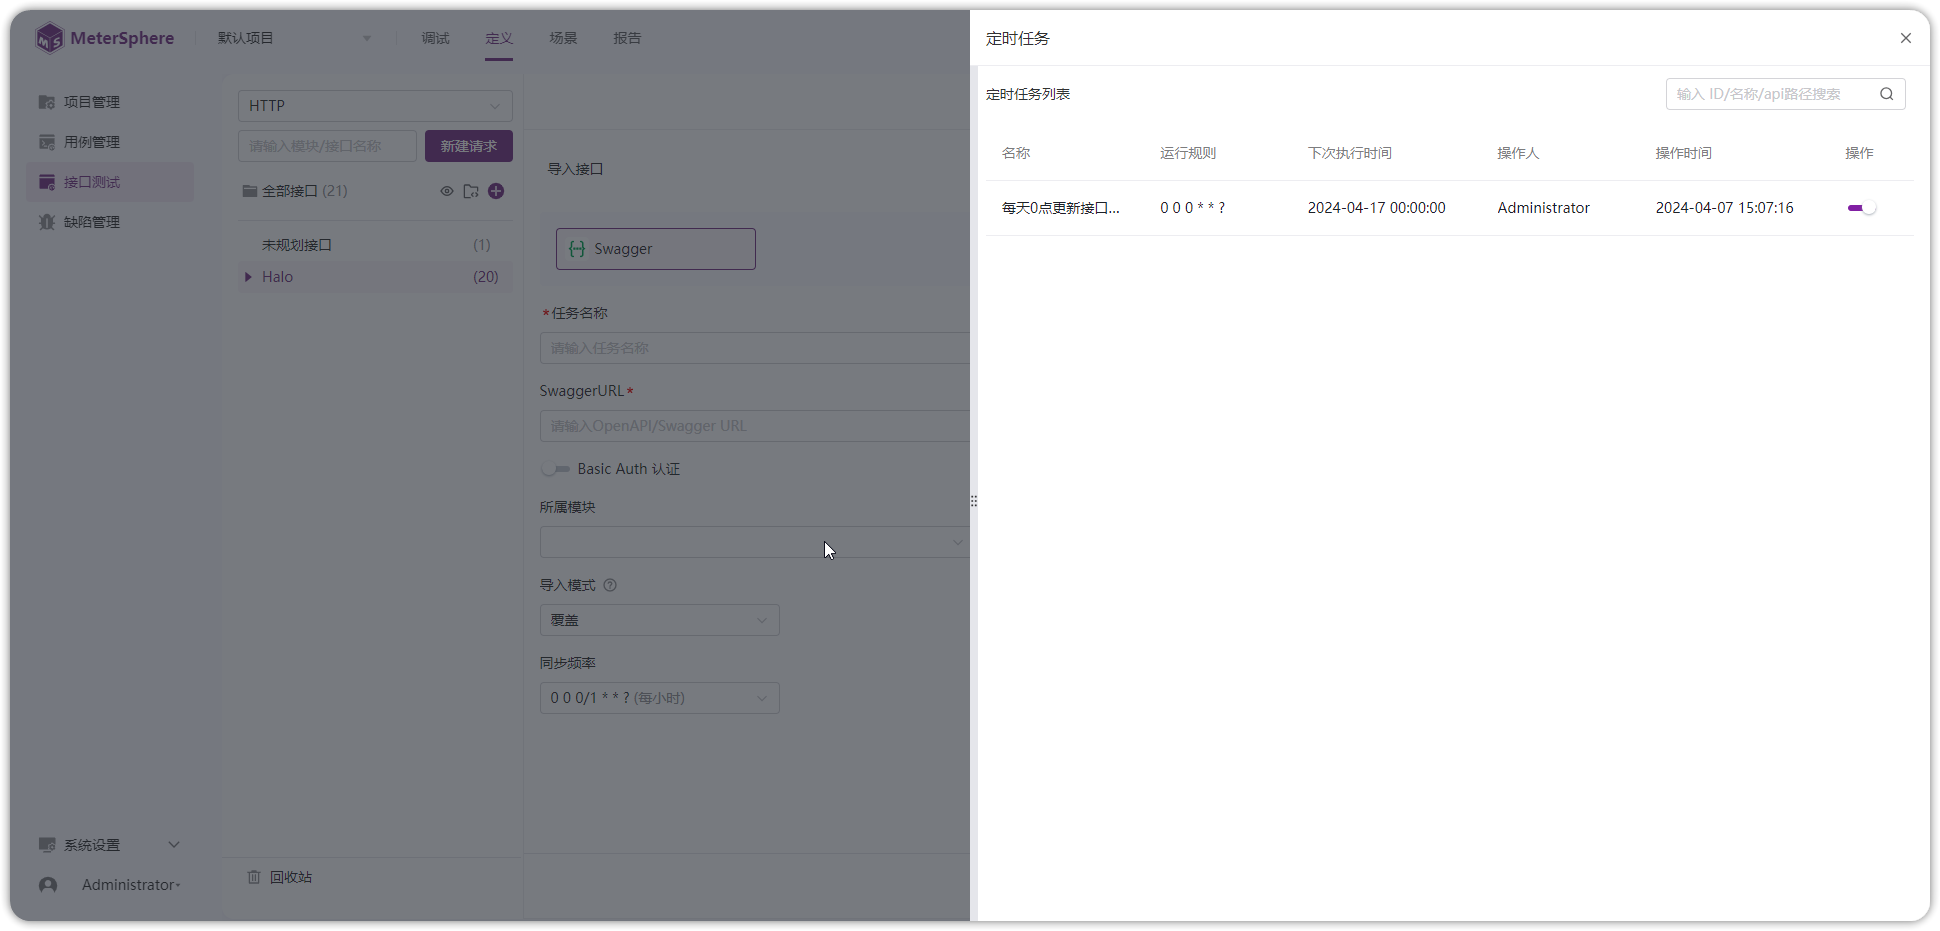 MeterSphere
默认项目
调试
定义
场景
报告
项目管理
用例管理
接口测试
缺陷管理
系统设置
Administrator
HTTP
请输入模块/接口名称
新建请求
全部接口 (21)
未规划接口 (1)
Halo (20)
回收站
导入接口
Swagger
*任务名称
请输入任务名称
SwaggerURL*
请输入OpenAPI/Swagger URL
Basic Auth 认证
所属模块
导入模式
覆盖
同步频率
0 0 0/1 * * ? (每小时)
定时任务
定时任务列表
输入 ID/名称/api路径搜索
名称 运行规则 下次执行时间 操作人 操作时间 操作
每天0点更新接口... 0 0 0 * * ? 2024-04-17 00:00:00 Administrator 2024-04-07 15:07:16